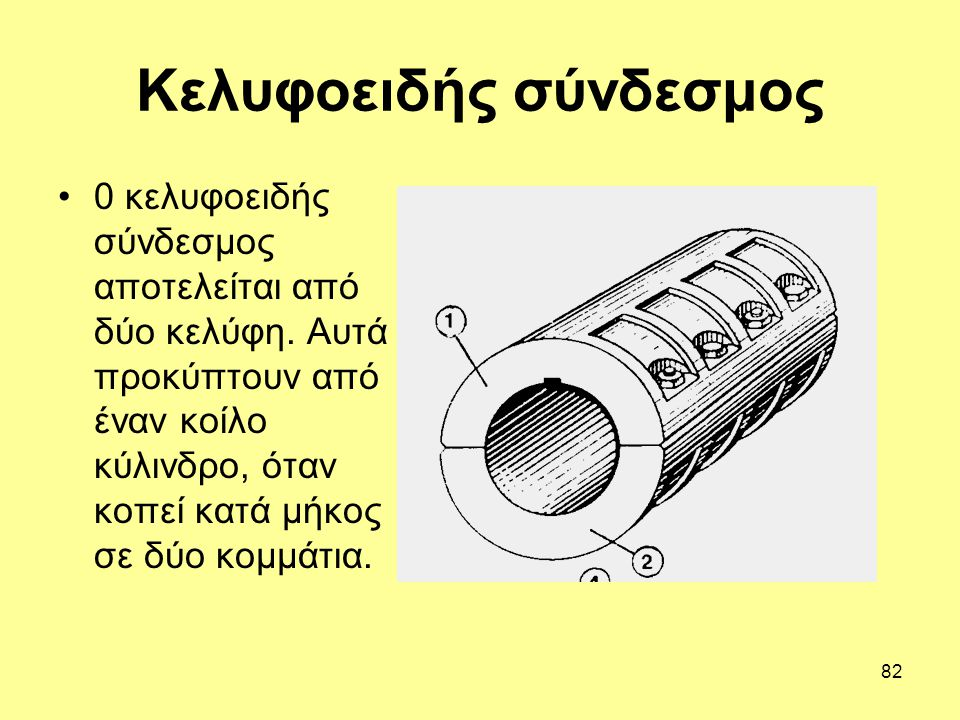 Κελυφοειδής σύνδεσμος
• 0 κελυφοειδής
σύνδεσμος
αποτελείται από
δύο κελύφη. Αυτά
προκύπτουν από
έναν κοίλο
κύλινδρο, όταν
κοπεί κατά μήκος
σε δύο κομμάτια.
1
2
82